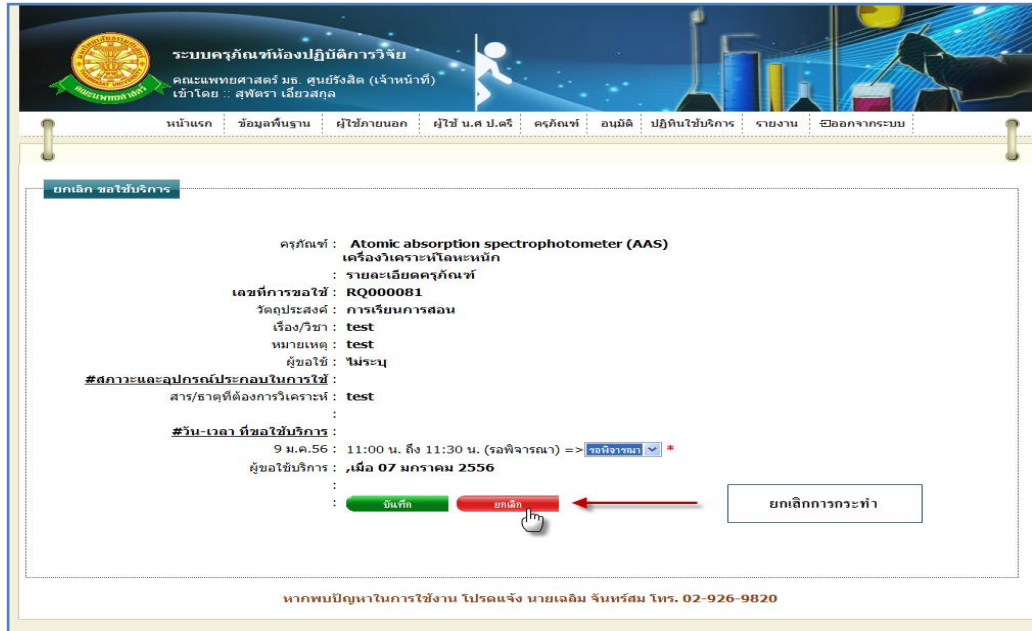 ระบบครุภัณฑ์ห้องปฏิบัติการวิจัย
คณะแพทยศาสตร์ มธ. ศูนย์รังสิต (เจ้าหน้าที่)
เข้าโดย :: สุพัตรา เอี่ยวสกุล
คณะแพทยศาสตร์
หน้าแรก ข้อมูลพื้นฐาน ผู้ใช้ภายนอก ผู้ใช้ น.ศ ป.ตรี ครุภัณฑ์ อนุมัติ ปฏิทินใช้บริการ รายงาน ออกจากระบบ
ยกเลิก ขอใช้บริการ
ครุภัณฑ์ : Atomic absorption spectrophotometer (AAS)
เครื่องวิเคราะห์โลหะหนัก
: รายละเอียดครุภัณฑ์
เลขที่การขอใช้ : RQ000081
วัตถุประสงค์ : การเรียนการสอน
เรื่อง/วิชา : test
หมายเหตุ : test
ผู้ขอใช้ : ไม่ระบุ
#สภาวะและอุปกรณ์ประกอบในการใช้ :
สาร/ธาตุที่ต้องการวิเคราะห์ : test
:
#วัน-เวลา ที่ขอใช้บริการ :
9 ม.ค.56 : 11:00 น. ถึง 11:30 น. (รอพิจารณา) => รอพิจารณา *
ผู้ขอใช้บริการ : ,เมื่อ 07 มกราคม 2556
:
: บันทึก ยกเลิก ยกเลิกการกระทำ
หากพบปัญหาในการใช้งาน โปรดแจ้ง นายเฉลิม จันทร์สม โทร. 02-926-9820